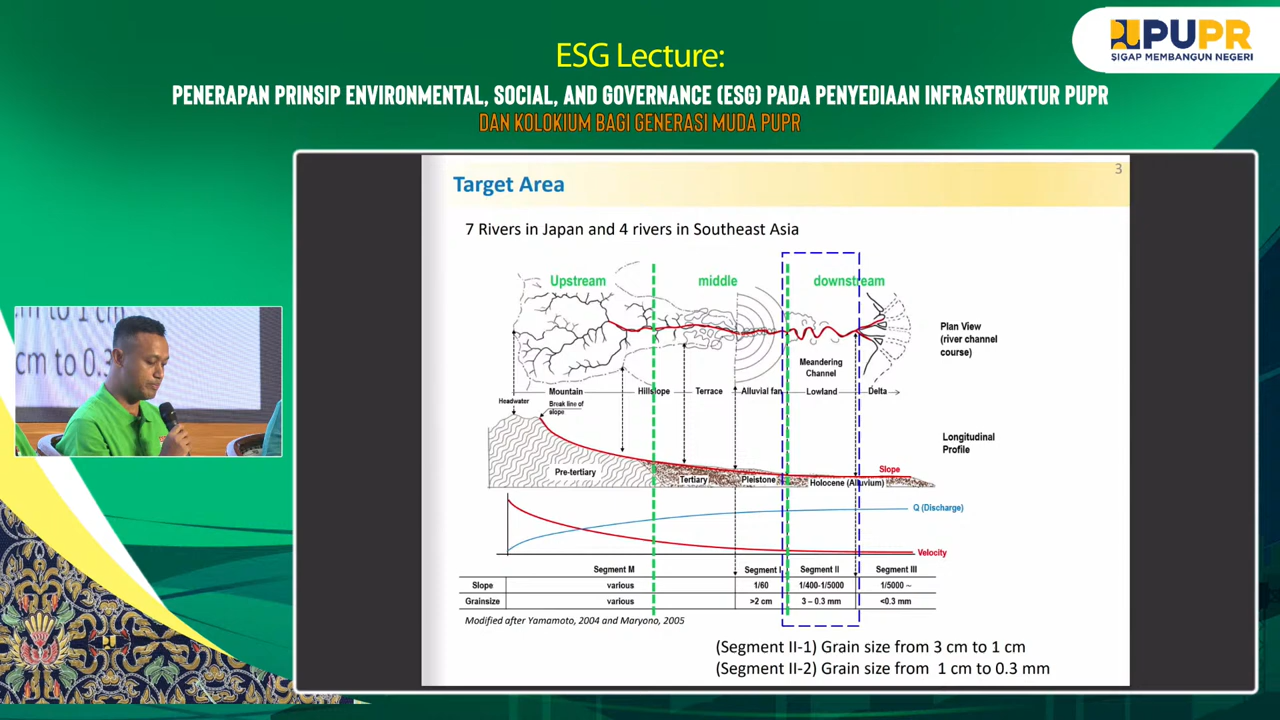 ESG Lecture:
PENERAPAN PRINSIP ENVIRONMENTAL, SOCIAL, AND GOVERNANCE (ESG) PADA PENYEDIAAN INFRASTRUKTUR PUPR
DAN KOLOKIUM BAGI GENERASI MUDA PUPR
PUPR
SIGAP MEMBANGUN NEGERI
3
Target Area
7 Rivers in Japan and 4 rivers in Southeast Asia
Upstream middle downstream
Plan View
(river channel
course)
Meandering
Channel
Mountain Hillslope Terrace Alluvial fan Lowland Delta
Headwater
Break line of
slope
Longitudinal
Profile
Slope
Pre-tertiary
Tertiary Pleistone Holocene (Alluvium)
Q (Discharge)
Velocity
Segment M Segment I Segment II Segment III
Slope various 1/60 1/400-1/5000 1/5000 ~
Grainsize various >2 cm 3 – 0.3 mm <0.3 mm
Modified after Yamamoto, 2004 and Maryono, 2005
(Segment II-1) Grain size from 3 cm to 1 cm
(Segment II-2) Grain size from 1 cm to 0.3 mm
to 1 cm
cm to 0.3